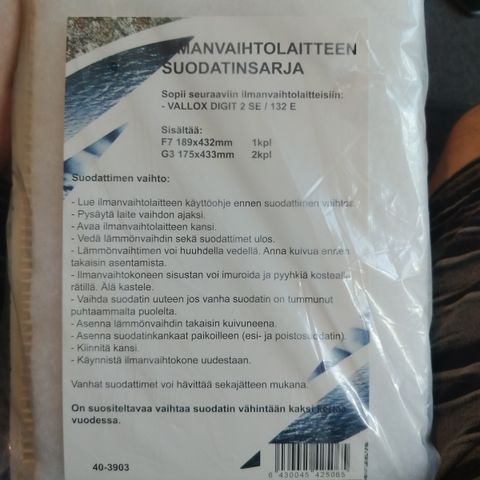 ILMANVAIHTOLAITTEEN
SUODATINSARJA
Sopii seuraaviin ilmanvaihtolaitteisiin:
- VALLOX DIGIT 2 SE / 132 E
Sisältää:
F7 189x432mm 1kpl
G3 175x433mm 2kpl
Suodattimen vaihto:
- Lue ilmanvaihtolaitteen käyttöohje ennen suodattimen vaihtoa.
- Pysäytä laite vaihdon ajaksi.
- Avaa ilmanvaihtolaitteen kansi.
- Vedä lämmönvaihdin sekä suodattimet ulos.
- Lämmönvaihtimen voi huuhdella vedellä. Anna kuivua ennen
takaisin asentamista.
- Ilmanvaihtokoneen sisustan voi imuroida ja pyyhkiä kostealla
rätillä. Älä kastele.
- Vaihda suodatin uuteen jos vanha suodatin on tummunut
puhtaammalta puolelta.
- Asenna lämmönvaihdin takaisin kuivuneena.
- Asenna suodatinkankaat paikoilleen (esi- ja poistosuodatin).
- Kiinnitä kansi.
- Käynnistä ilmanvaihtokone uudestaan.
Vanhat suodattimet voi hävittää sekajätteen mukana.
On suositeltavaa vaihtaa suodatin vähintään kaksi kertaa
vuodessa.
40-3903
6 430045 425065